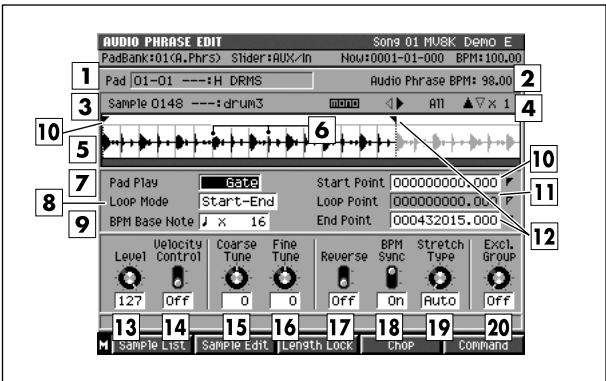 AUDIO PHRASE EDIT Song 01 MV8K Demo E
PadBank:01(A.Phrs) Slider:AUX/In Now:0001-01-000 BPM:100.00
1 Pad 01-01 ---:H DRMS Audio Phrase BPM: 98.00 2
3 Sample 0148 ---:drum3 mono ◁▶ All ▲▽x 1 4
10 6
5
10
7 Pad Play Gate Start Point 000000000.000
8 Loop Mode Start-End Loop Point 000000000.000 11
9 BPM Base Note ♩ x 16 End Point 000432015.000 12
Level Velocity Control Coarse Tune Fine Tune Reverse BPM Sync Stretch Type Excl. Group
127 Off 0 0 Off On Auto Off
13 14 15 16 17 18 19 20
M Sample List Sample Edit Length Lock Chop Command